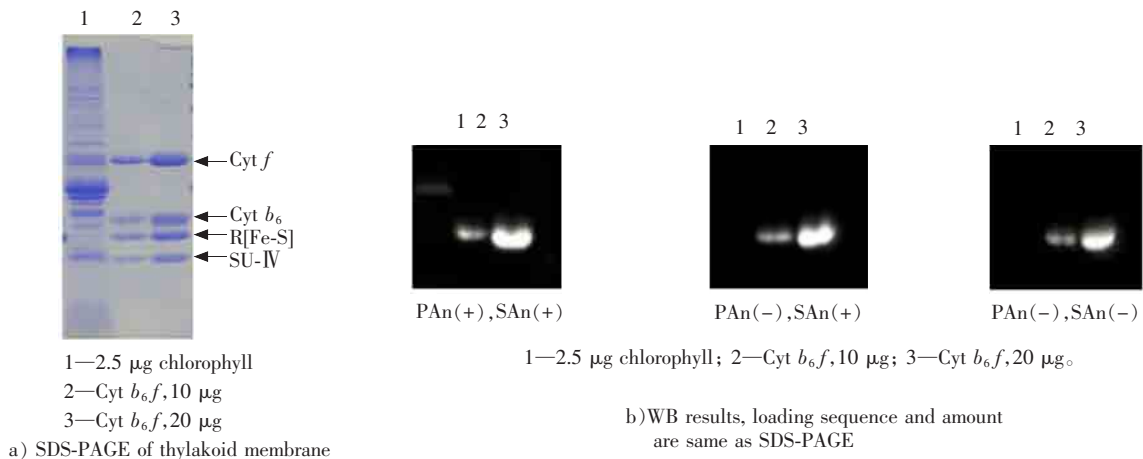 1 2 3
Cyt f
Cyt b₆
R[Fe-S]
SU-Ⅳ
1—2.5 μg chlorophyll
2—Cyt b₆f,10 μg
3—Cyt b₆f,20 μg
a) SDS-PAGE of thylakoid membrane
1 2 3
1 2 3
1 2 3
PAn(+),SAn(+)
PAn(-),SAn(+)
PAn(-),SAn(-)
1—2.5 μg chlorophyll; 2—Cyt b₆f,10 μg; 3—Cyt b₆f,20 μg。
b)WB results, loading sequence and amount
are same as SDS-PAGE